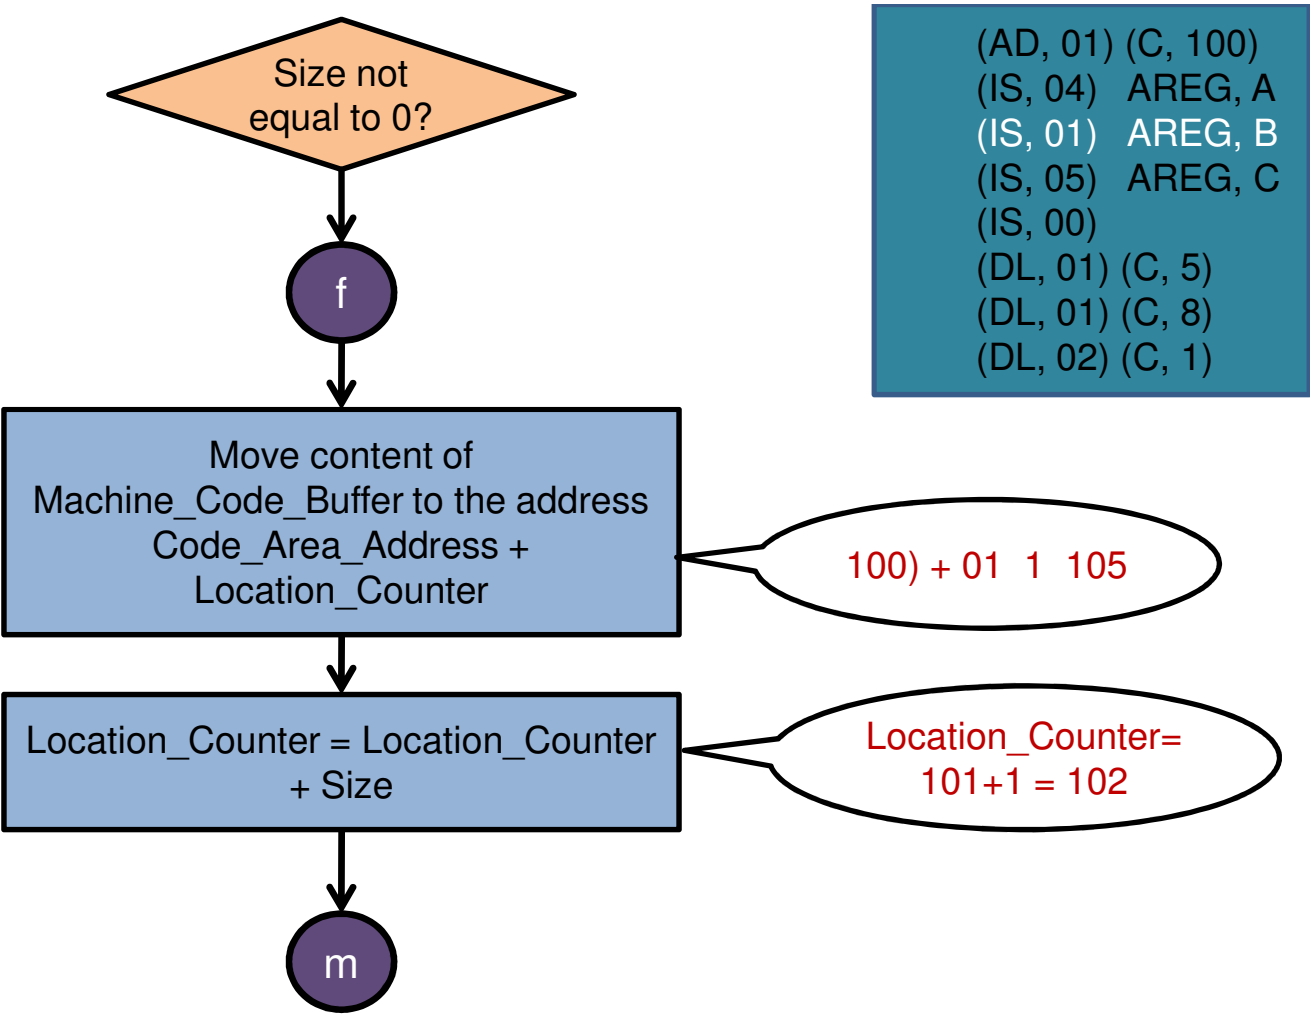 Size not
equal to 0?
f
Move content of
Machine_Code_Buffer to the address
Code_Area_Address +
Location_Counter
Location_Counter = Location_Counter
+ Size
m
(AD, 01) (C, 100)
(IS, 04) AREG, A
(IS, 01) AREG, B
(IS, 05) AREG, C
(IS, 00)
(DL, 01) (C, 5)
(DL, 01) (C, 8)
(DL, 02) (C, 1)
100) + 01 1 105
Location_Counter=
101+1 = 102